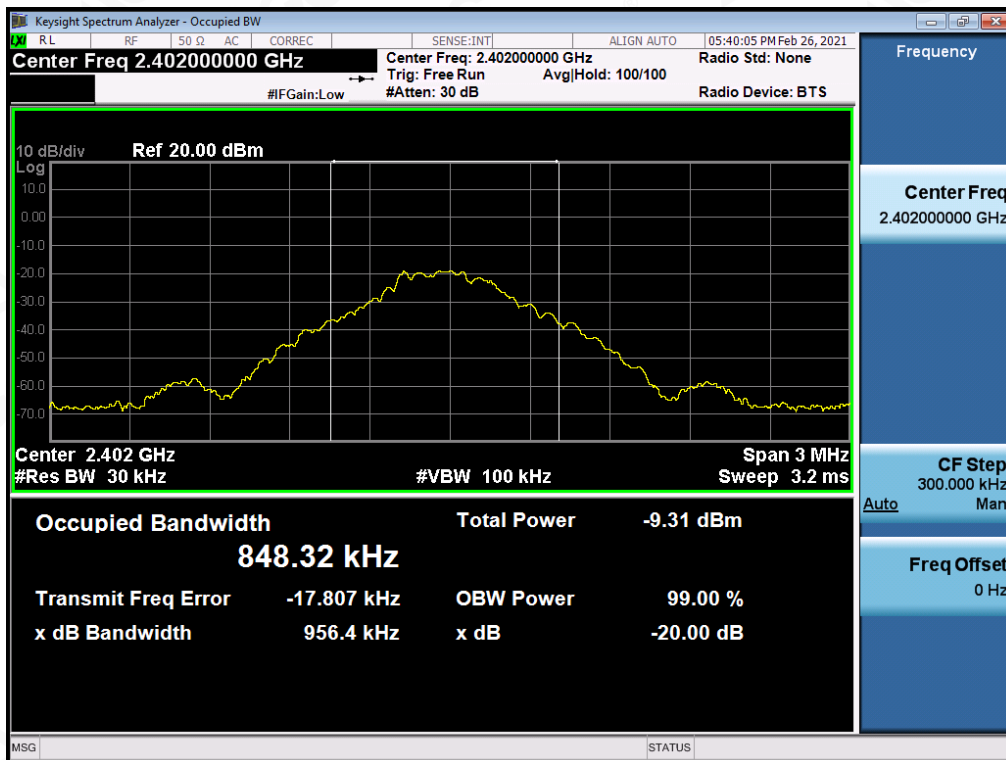 Keysight Spectrum Analyzer - Occupied BW
LXI RL RF 50 Ω AC CORREC SENSE:INT ALIGN AUTO 05:40:05 PM Feb 26, 2021
Center Freq 2.402000000 GHz
Center Freq: 2.402000000 GHz Radio Std: None
Trig: Free Run Avg|Hold: 100/100
#IFGain:Low #Atten: 30 dB Radio Device: BTS
10 dB/div Ref 20.00 dBm
Log
10.0
0.00
-10.0
-20.0
-30.0
-40.0
-50.0
-60.0
-70.0
Center 2.402 GHz Span 3 MHz
#Res BW 30 kHz #VBW 100 kHz Sweep 3.2 ms
Occupied Bandwidth Total Power -9.31 dBm
848.32 kHz
Transmit Freq Error -17.807 kHz OBW Power 99.00 %
x dB Bandwidth 956.4 kHz x dB -20.00 dB
MSG STATUS
Frequency
Center Freq
2.402000000 GHz
CF Step
300.000 kHz
Auto Man
Freq Offset
0 Hz